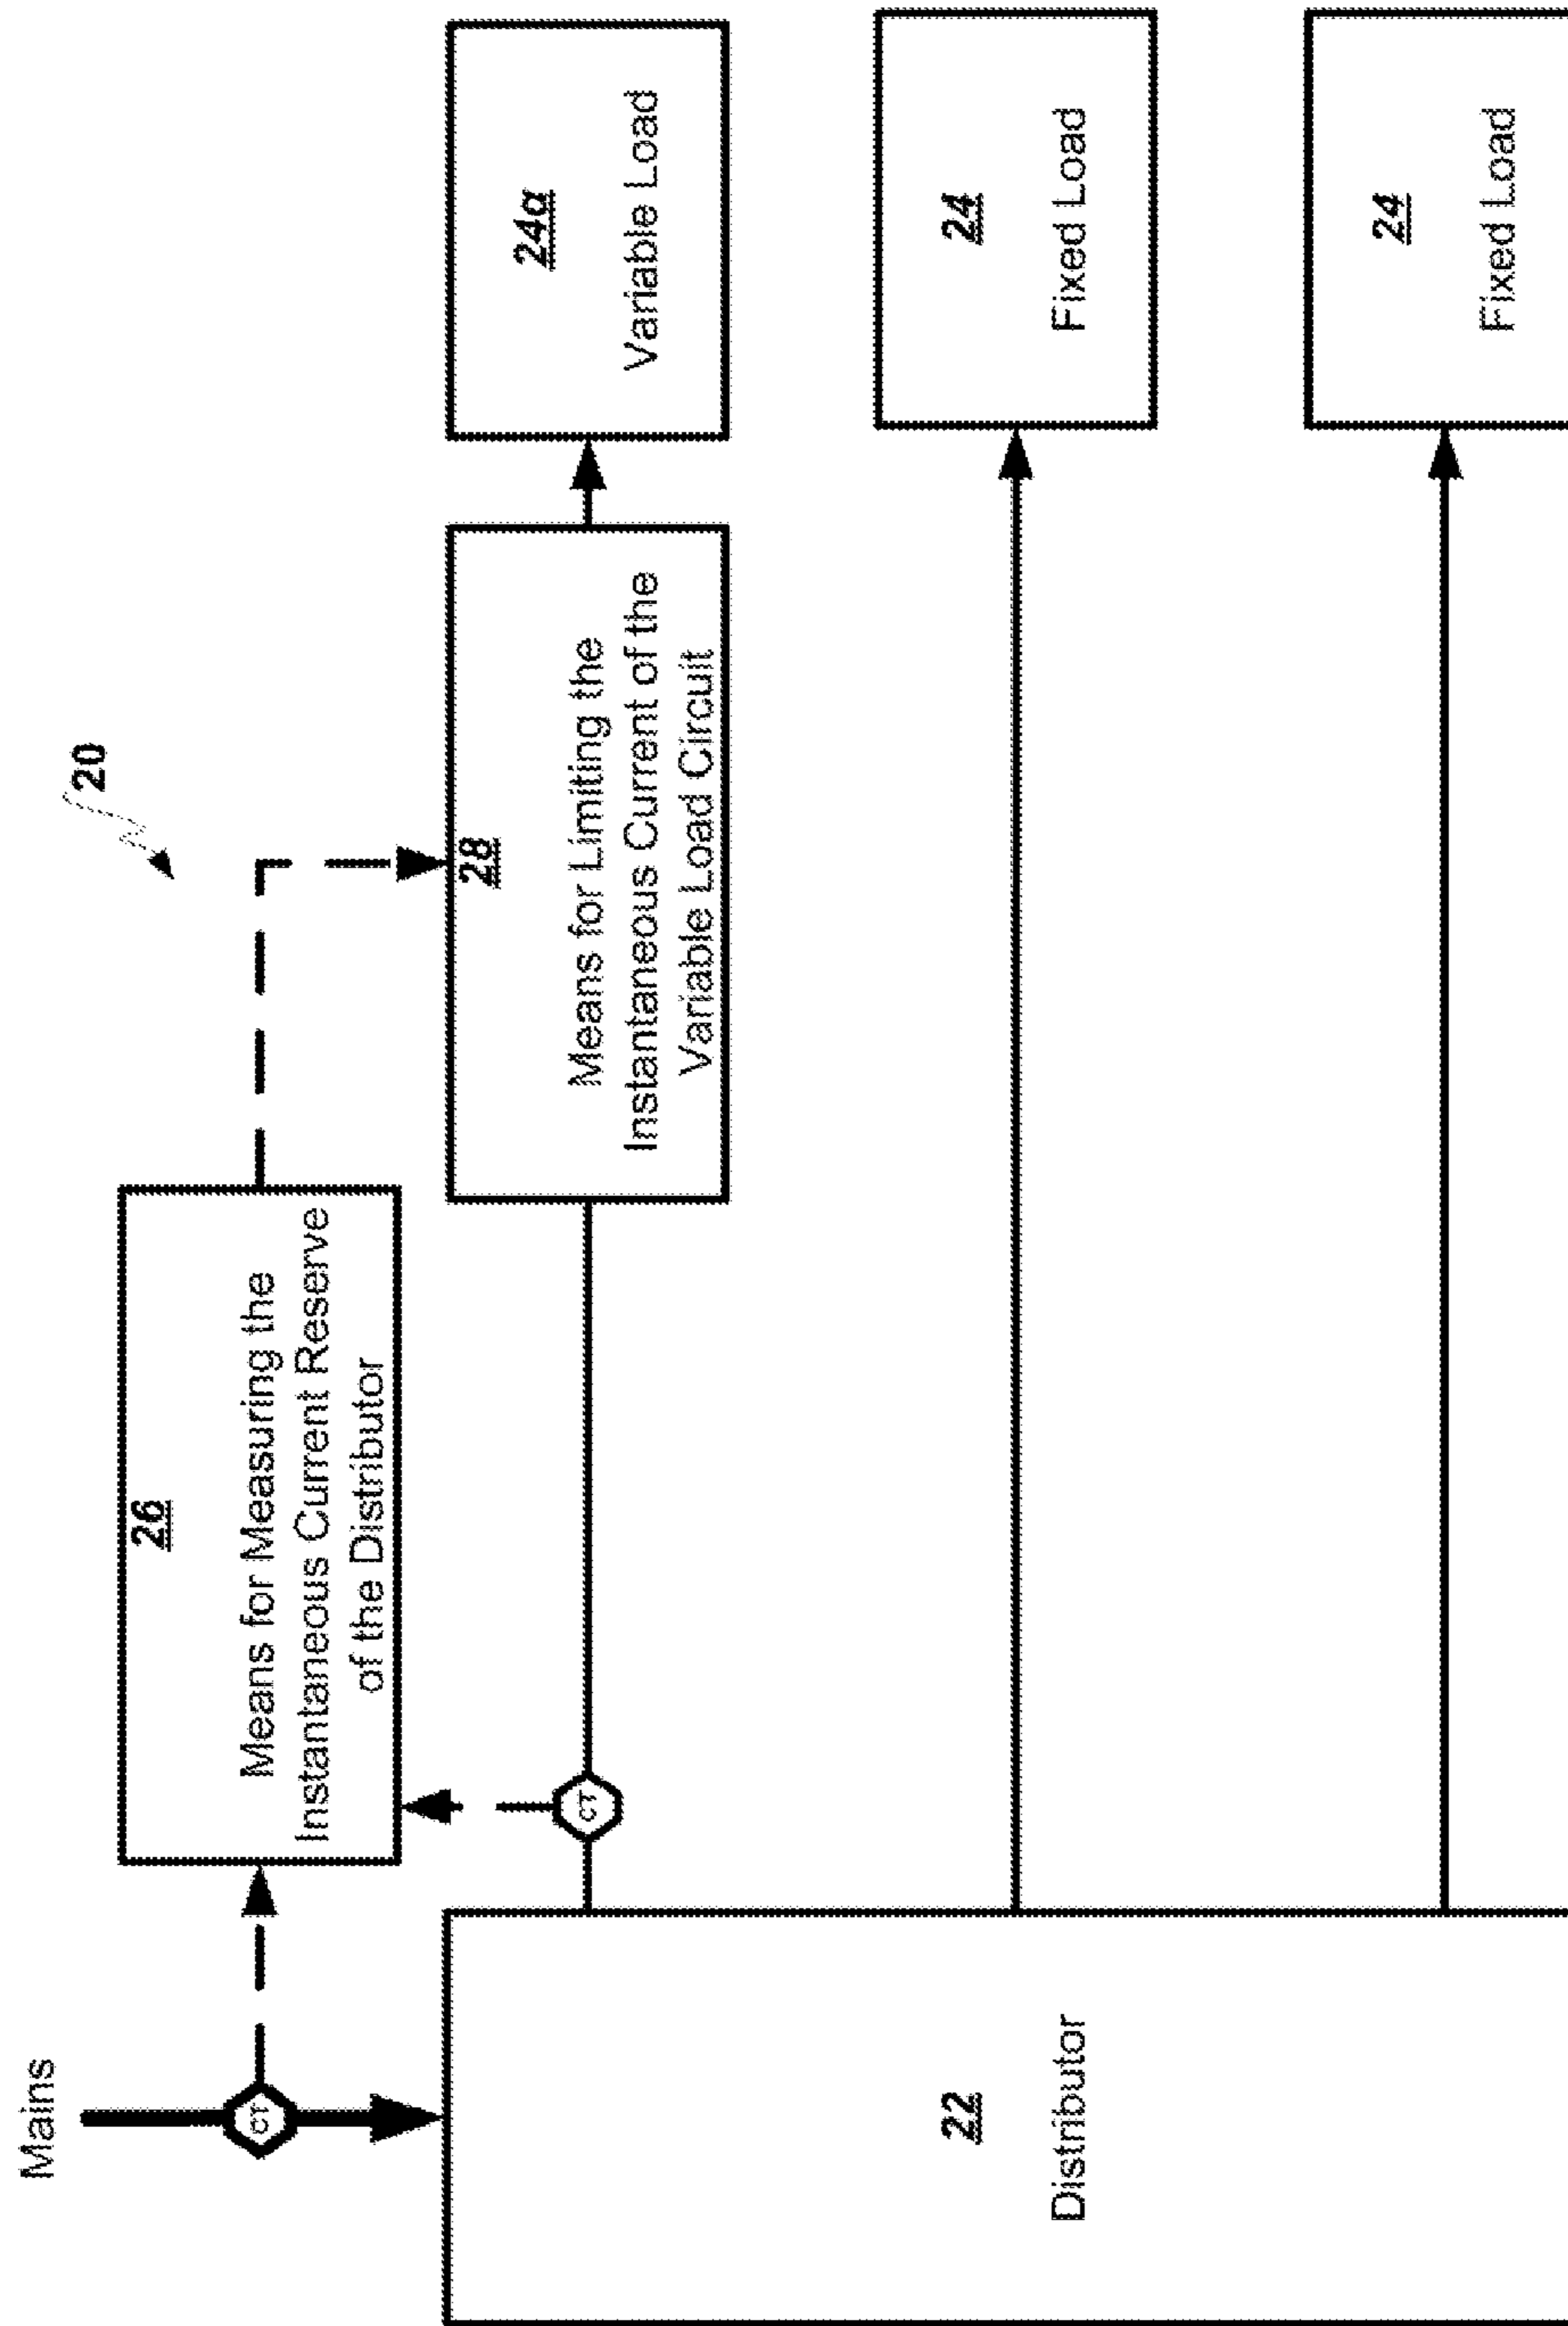 Mains
CT
20
26
Means for Measuring the
Instantaneous Current Reserve
of the Distributor
CT
28
Means for Limiting the
Instantaneous Current of the
Variable Load Circuit
24a
Variable Load
22
Distributor
24
Fixed Load
24
Fixed Load